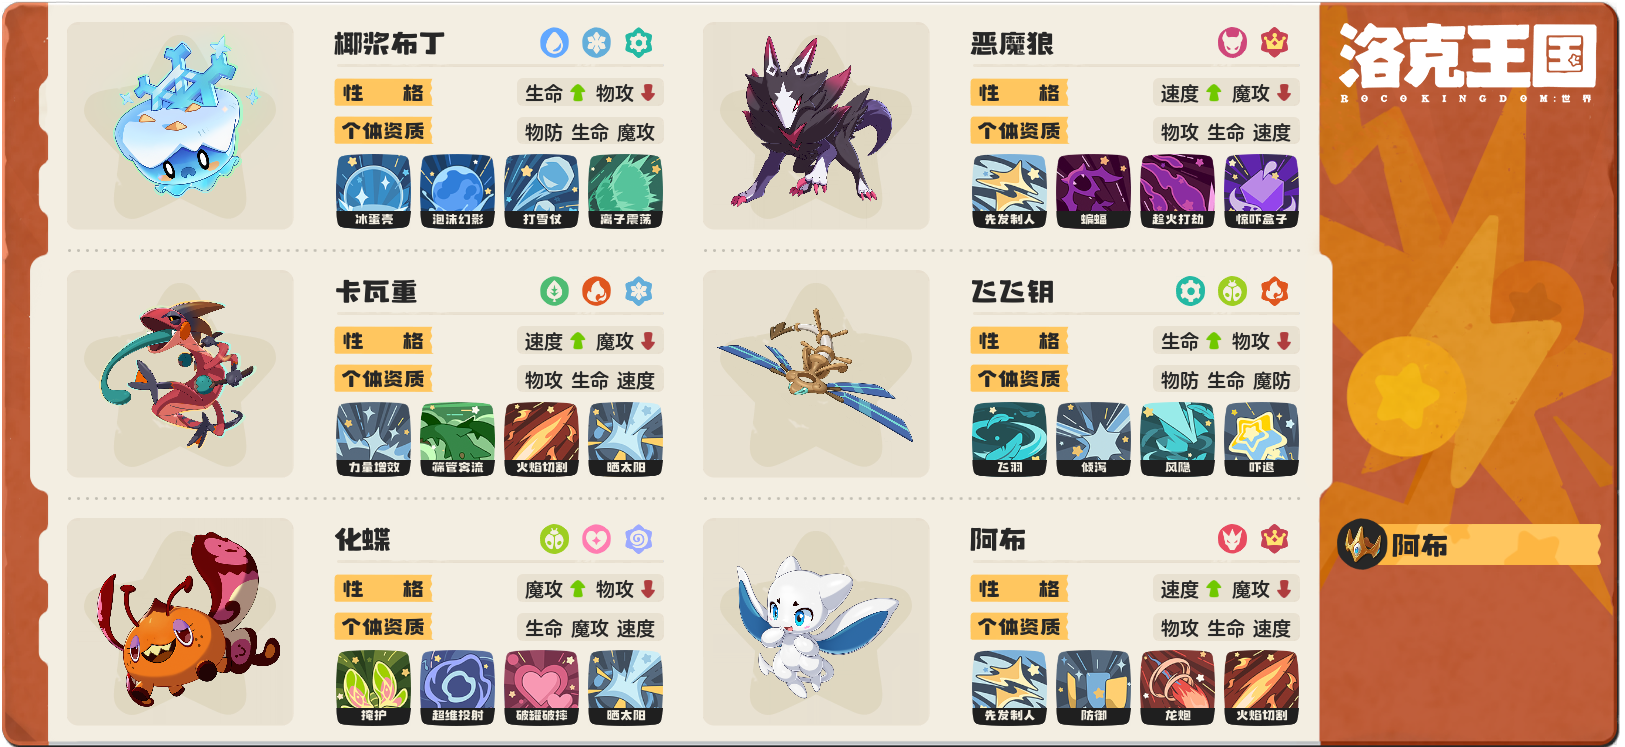 椰浆布丁
性 格
生命 物攻
个体资质
物防 生命 魔攻
冰蛋壳 泡沫幻影 打雪仗 离子震荡
恶魔狼
性 格
速度 魔攻
个体资质
物攻 生命 速度
先发制人 蝙蝠 趁火打劫 惊吓盒子
卡瓦重
性 格
速度 魔攻
个体资质
物攻 生命 速度
力量增效 筛管奔流 火焰切割 晒太阳
飞飞钥
性 格
生命 物攻
个体资质
物防 生命 魔防
飞羽 倾泻 风隐 吓退
化蝶
性 格
魔攻 物攻
个体资质
生命 魔攻 速度
掩护 超维投射 破罐破摔 晒太阳
阿布
性 格
速度 魔攻
个体资质
物攻 生命 速度
先发制人 防御 龙炮 火焰切割
洛克王国
ROCOKINGDOM:世界
阿布